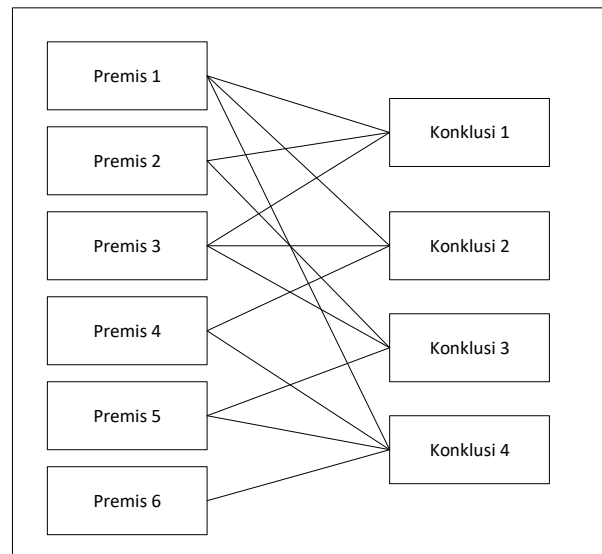 Premis 1
Premis 2
Premis 3
Premis 4
Premis 5
Premis 6
Konklusi 1
Konklusi 2
Konklusi 3
Konklusi 4